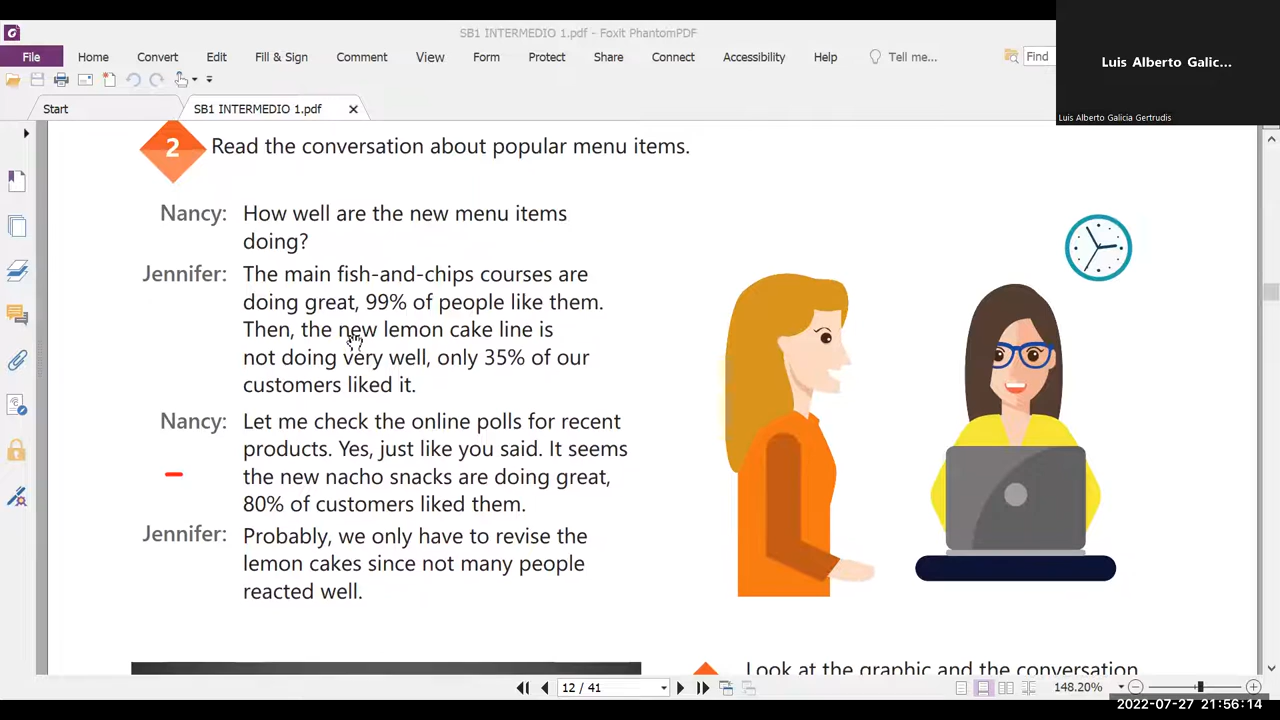 SB1 INTERMEDIO 1.pdf - Foxit PhantomPDF
File Home Convert Edit Fill & Sign Comment View Form Protect Share Connect Accessibility Help Tell me... Find
Luis Alberto Galic...
Luis Alberto Galicia Gertrudis
Start SB1 INTERMEDIO 1.pdf
2 Read the conversation about popular menu items.
Nancy: How well are the new menu items
doing?
Jennifer: The main fish-and-chips courses are
doing great, 99% of people like them.
Then, the new lemon cake line is
not doing very well, only 35% of our
customers liked it.
Nancy: Let me check the online polls for recent
products. Yes, just like you said. It seems
the new nacho snacks are doing great,
80% of customers liked them.
Jennifer: Probably, we only have to revise the
lemon cakes since not many people
reacted well.
Look at the graphic and the conversation
12 / 41
148.20%
2022-07-27 21:56:14